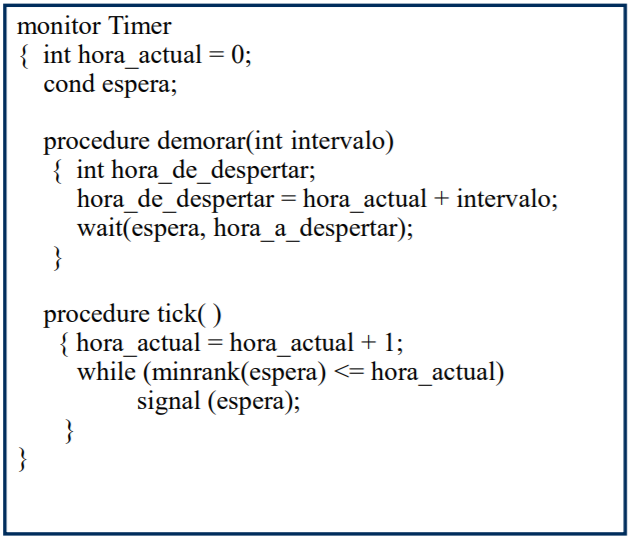 monitor Timer
{ int hora_actual = 0;
cond espera;
procedure demorar(int intervalo)
{ int hora_de_despertar;
hora_de_despertar = hora_actual + intervalo;
wait(espera, hora_a_despertar);
}
procedure tick( )
{ hora_actual = hora_actual + 1;
while (minrank(espera) <= hora_actual)
signal (espera);
}
}